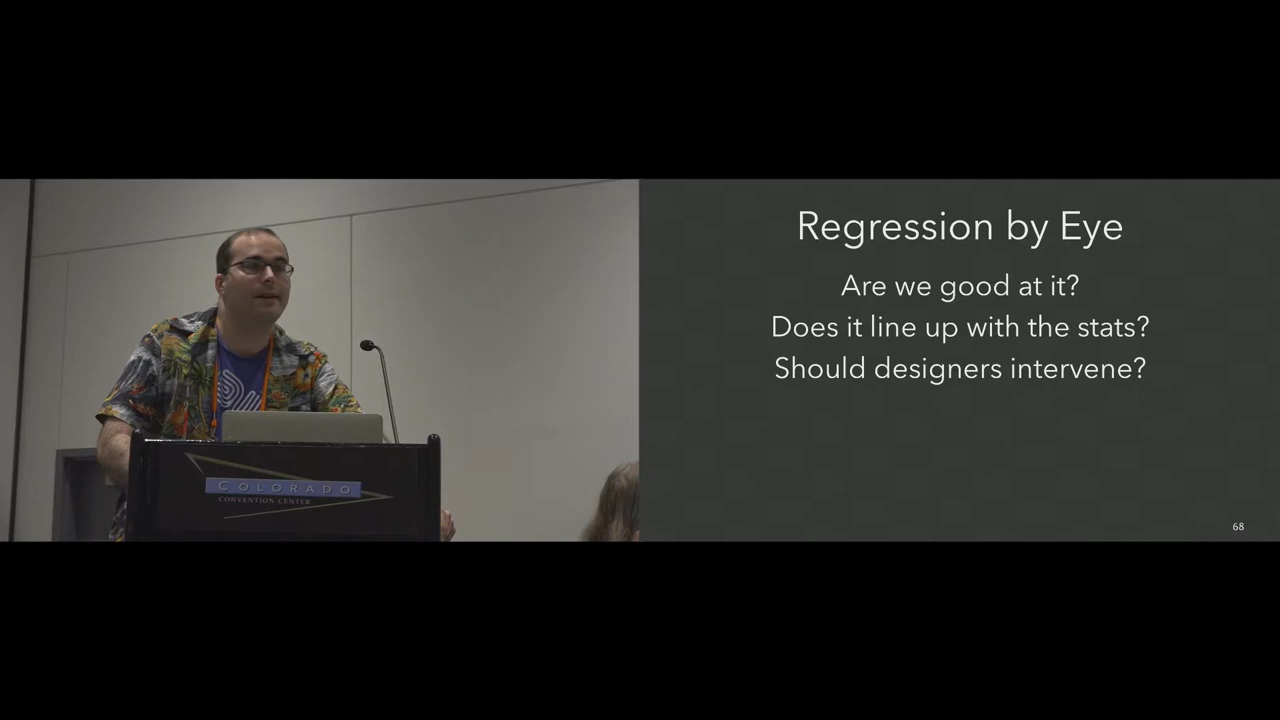 COLORADO
CONVENTION CENTER
Regression by Eye
Are we good at it?
Does it line up with the stats?
Should designers intervene?
68